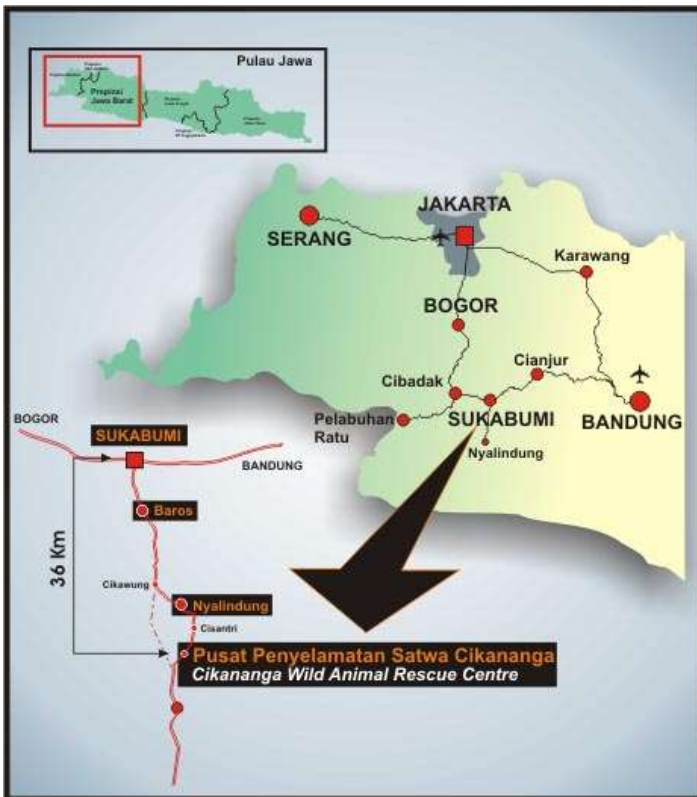 Pulau Jawa
Propinsi
Jawa Barat
JAKARTA
SERANG
Karawang
BOGOR
Cianjur
Cibadak
SUKABUMI
BANDUNG
Pelabuhan
Ratu
Nyalindung
BOGOR
SUKABUMI
BANDUNG
Baros
36 Km
Cikawung
Nyalindung
Cisantri
Pusat Penyelamatan Satwa Cikananga
Cikananga Wild Animal Rescue Centre